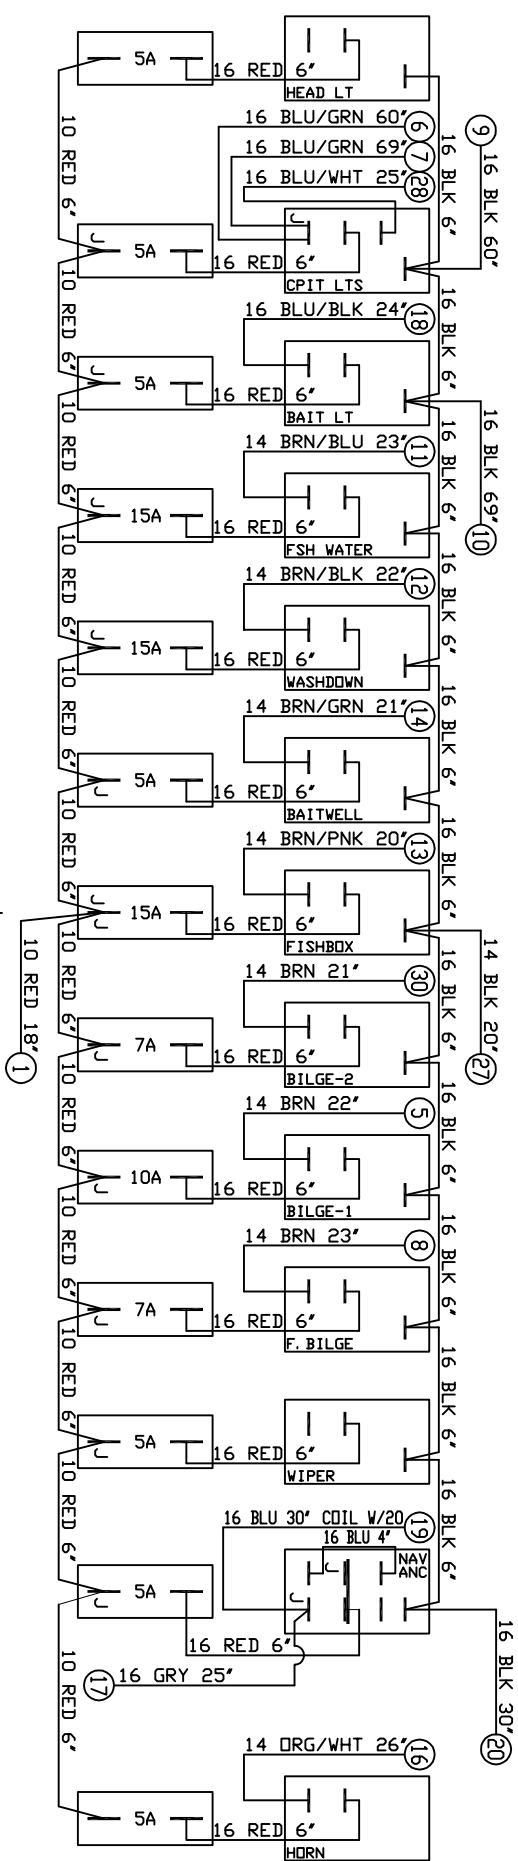 5A
16 RED 6"
HEAD LT
10 RED 6"
16 BLK 6"
9
16 BLK 60"
16 BLU/GRN 60"
6
16 BLU/GRN 69"
7
16 BLU/WHT 25"
28
5A
16 RED 6"
CPIT LTS
10 RED 6"
16 BLK 6"
16 BLU/BLK 24"
18
5A
16 RED 6"
BAIT LT
10 RED 6"
16 BLK 6"
16 BLK 69"
10
14 BRN/BLU 23"
11
15A
16 RED 6"
FSH WATER
10 RED 6"
16 BLK 6"
14 BRN/BLK 22"
12
15A
16 RED 6"
WASHDOWN
10 RED 6"
16 BLK 6"
14 BRN/GRN 21"
14
5A
16 RED 6"
BAITWELL
10 RED 6"
16 BLK 6"
14 BRN/PNK 20"
13
15A
16 RED 6"
FISHBOX
10 RED 18"
1
10 RED 6"
16 BLK 6"
14 BLK 20"
27
14 BRN 21"
30
7A
16 RED 6"
BILGE-2
10 RED 6"
16 BLK 6"
14 BRN 22"
5
10A
16 RED 6"
BILGE-1
10 RED 6"
16 BLK 6"
14 BRN 23"
8
7A
16 RED 6"
F. BILGE
10 RED 6"
16 BLK 6"
5A
16 RED 6"
WIPER
10 RED 6"
16 BLK 6"
16 BLU 30" COIL W/20
19
16 BLU 4"
NAV
ANC
5A
16 RED 6"
16 GRY 25"
17
10 RED 6"
16 BLK 30"
20
14 ORG/WHT 26"
16
5A
16 RED 6"
HORN